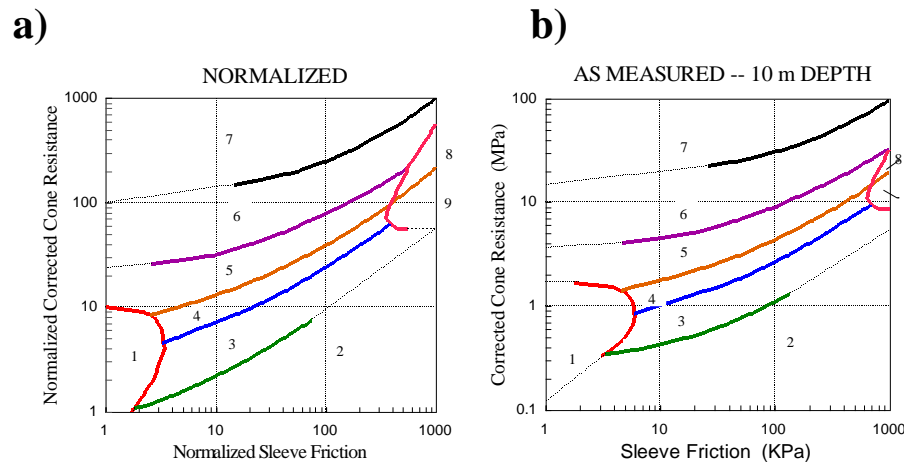 a)
NORMALIZED
Normalized Corrected Cone Resistance
1000
100
10
1
7
8
6
9
5
4
3
1
2
1 10 100 1000
Normalized Sleeve Friction
b)
AS MEASURED -- 10 m DEPTH
Corrected Cone Resistance (MPa)
100
10
1
0.1
7
8
6
5
4
3
1
2
1 10 100 1000
Sleeve Friction (KPa)